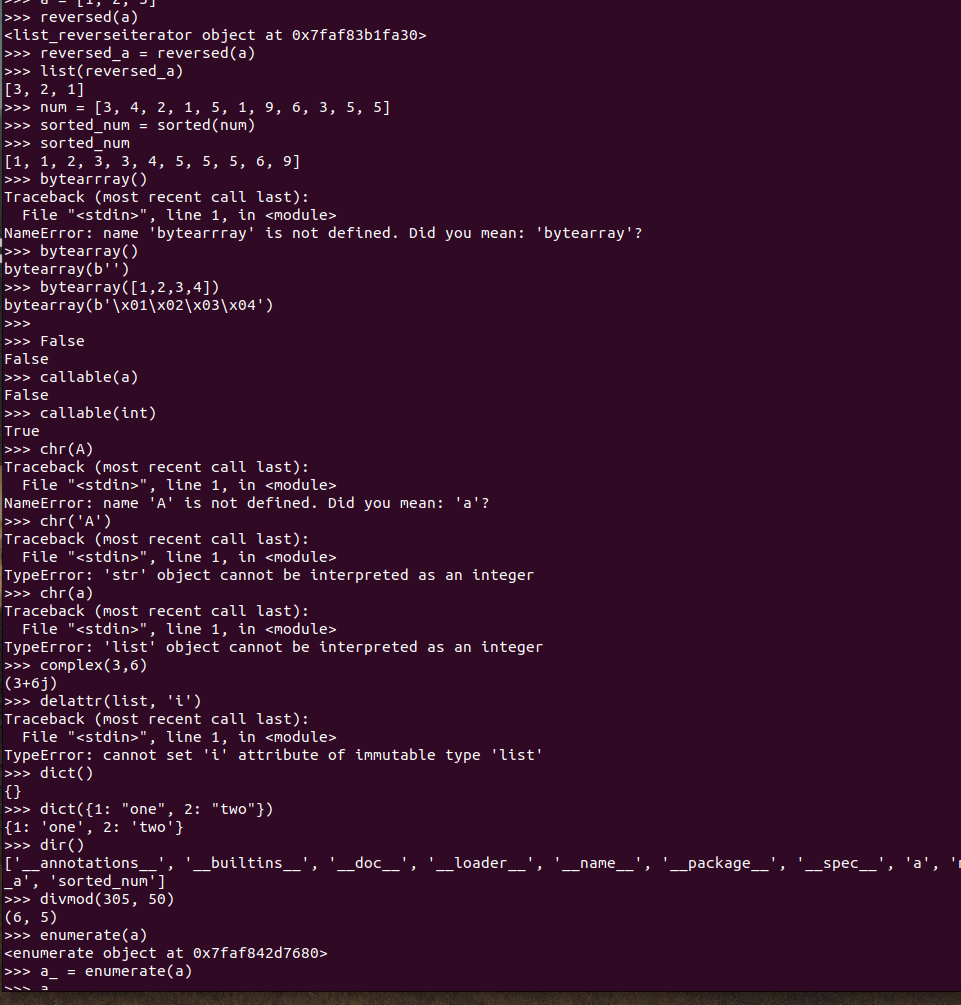 >>> a = [1, 2, 3]
>>> reversed(a)
<list_reverseiterator object at 0x7faf83b1fa30>
>>> reversed_a = reversed(a)
>>> list(reversed_a)
[3, 2, 1]
>>> num = [3, 4, 2, 1, 5, 1, 9, 6, 3, 5, 5]
>>> sorted_num = sorted(num)
>>> sorted_num
[1, 1, 2, 3, 3, 4, 5, 5, 5, 6, 9]
>>> bytearrray()
Traceback (most recent call last):
  File "<stdin>", line 1, in <module>
NameError: name 'bytearrray' is not defined. Did you mean: 'bytearray'?
>>> bytearray()
bytearray(b'')
>>> bytearray([1,2,3,4])
bytearray(b'\x01\x02\x03\x04')
>>>
>>> False
False
>>> callable(a)
False
>>> callable(int)
True
>>> chr(A)
Traceback (most recent call last):
  File "<stdin>", line 1, in <module>
NameError: name 'A' is not defined. Did you mean: 'a'?
>>> chr('A')
Traceback (most recent call last):
  File "<stdin>", line 1, in <module>
TypeError: 'str' object cannot be interpreted as an integer
>>> chr(a)
Traceback (most recent call last):
  File "<stdin>", line 1, in <module>
TypeError: 'list' object cannot be interpreted as an integer
>>> complex(3,6)
(3+6j)
>>> delattr(list, 'i')
Traceback (most recent call last):
  File "<stdin>", line 1, in <module>
TypeError: cannot set 'i' attribute of immutable type 'list'
>>> dict()
{}
>>> dict({1: "one", 2: "two"})
{1: 'one', 2: 'two'}
>>> dir()
['__annotations__', '__builtins__', '__doc__', '__loader__', '__name__', '__package__', '__spec__', 'a', '
_a', 'sorted_num']
>>> divmod(305, 50)
(6, 5)
>>> enumerate(a)
<enumerate object at 0x7faf842d7680>
>>> a_ = enumerate(a)
>>> a